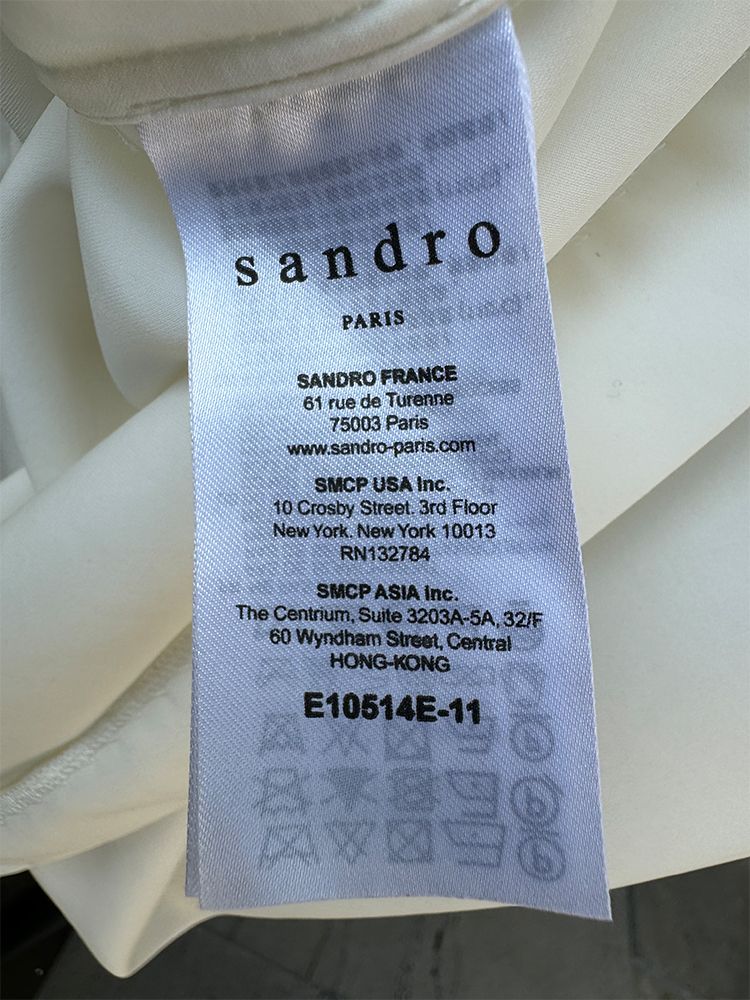 sandro
PARIS
SANDRO FRANCE
61 rue de Turenne
75003 Paris
www.sandro-paris.com
SMCP USA Inc.
10 Crosby Street. 3rd Floor
New York. New York 10013
RN132784
SMCP ASIA Inc.
The Centrium, Suite 3203A-5A, 32/F
60 Wyndham Street, Central
HONG-KONG
E10514E-11